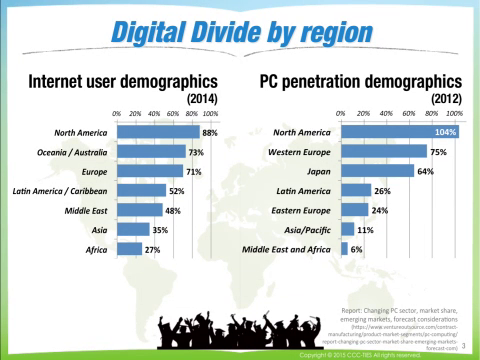 Digital Divide by region
Internet user demographics
(2014)
0% 20% 40% 60% 80% 100%
North America 88%
Oceania / Australia 73%
Europe 71%
Latin America / Caribbean 52%
Middle East 48%
Asia 35%
Africa 27%
PC penetration demographics
(2012)
0% 20% 40% 60% 80% 100%
North America 104%
Western Europe 75%
Japan 64%
Latin America 26%
Eastern Europe 24%
Asia/Pacific 11%
Middle East and Africa 6%
Report: Changing PC sector, market share,
emerging markets, forecast considerations
(https://www.ventureoutsource.com/contract-
manufacturing/product-market-segments/pc-computing/
report-changing-pc-sector-market-share-emerging-markets-
forecast-com)
3
Copyright © 2015 CCC-TIES All rights reserved.